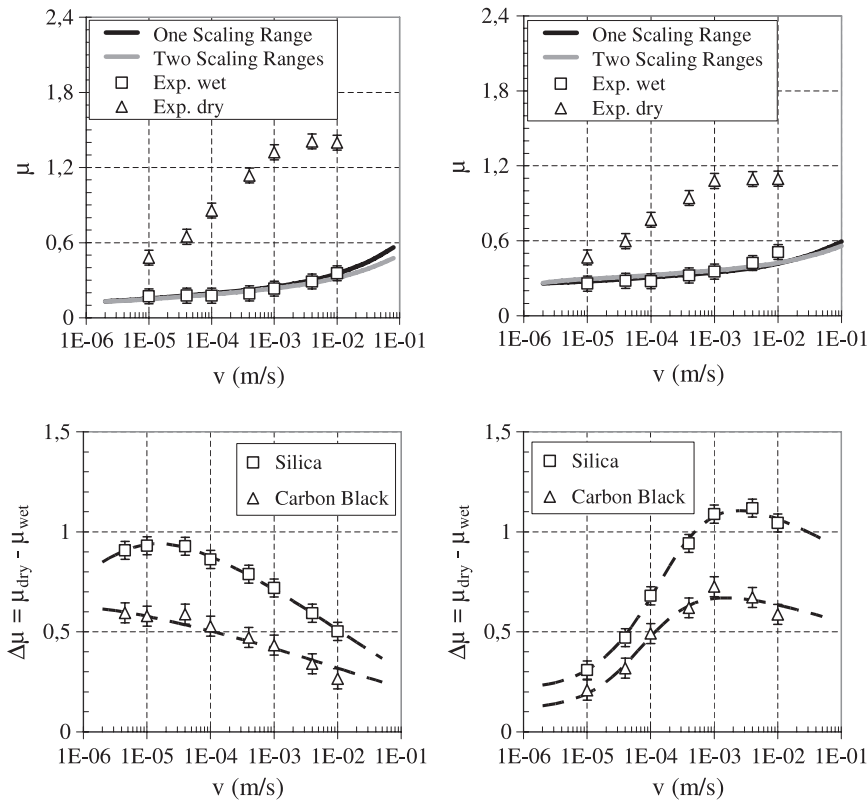 2,4
1,8
1,2
0,6
0
μ
One Scaling Range
Two Scaling Ranges
Exp. wet
Exp. dry
1E-06 1E-05 1E-04 1E-03 1E-02 1E-01
v (m/s)
2,4
1,8
1,2
0,6
0
μ
One Scaling Range
Two Scaling Ranges
Exp. wet
Exp. dry
1E-06 1E-05 1E-04 1E-03 1E-02 1E-01
v (m/s)
1,5
1
0,5
0
Δμ = μdry - μwet
Silica
Carbon Black
1E-06 1E-05 1E-04 1E-03 1E-02 1E-01
v (m/s)
1,5
1
0,5
0
Δμ = μdry - μwet
Silica
Carbon Black
1E-06 1E-05 1E-04 1E-03 1E-02 1E-01
v (m/s)